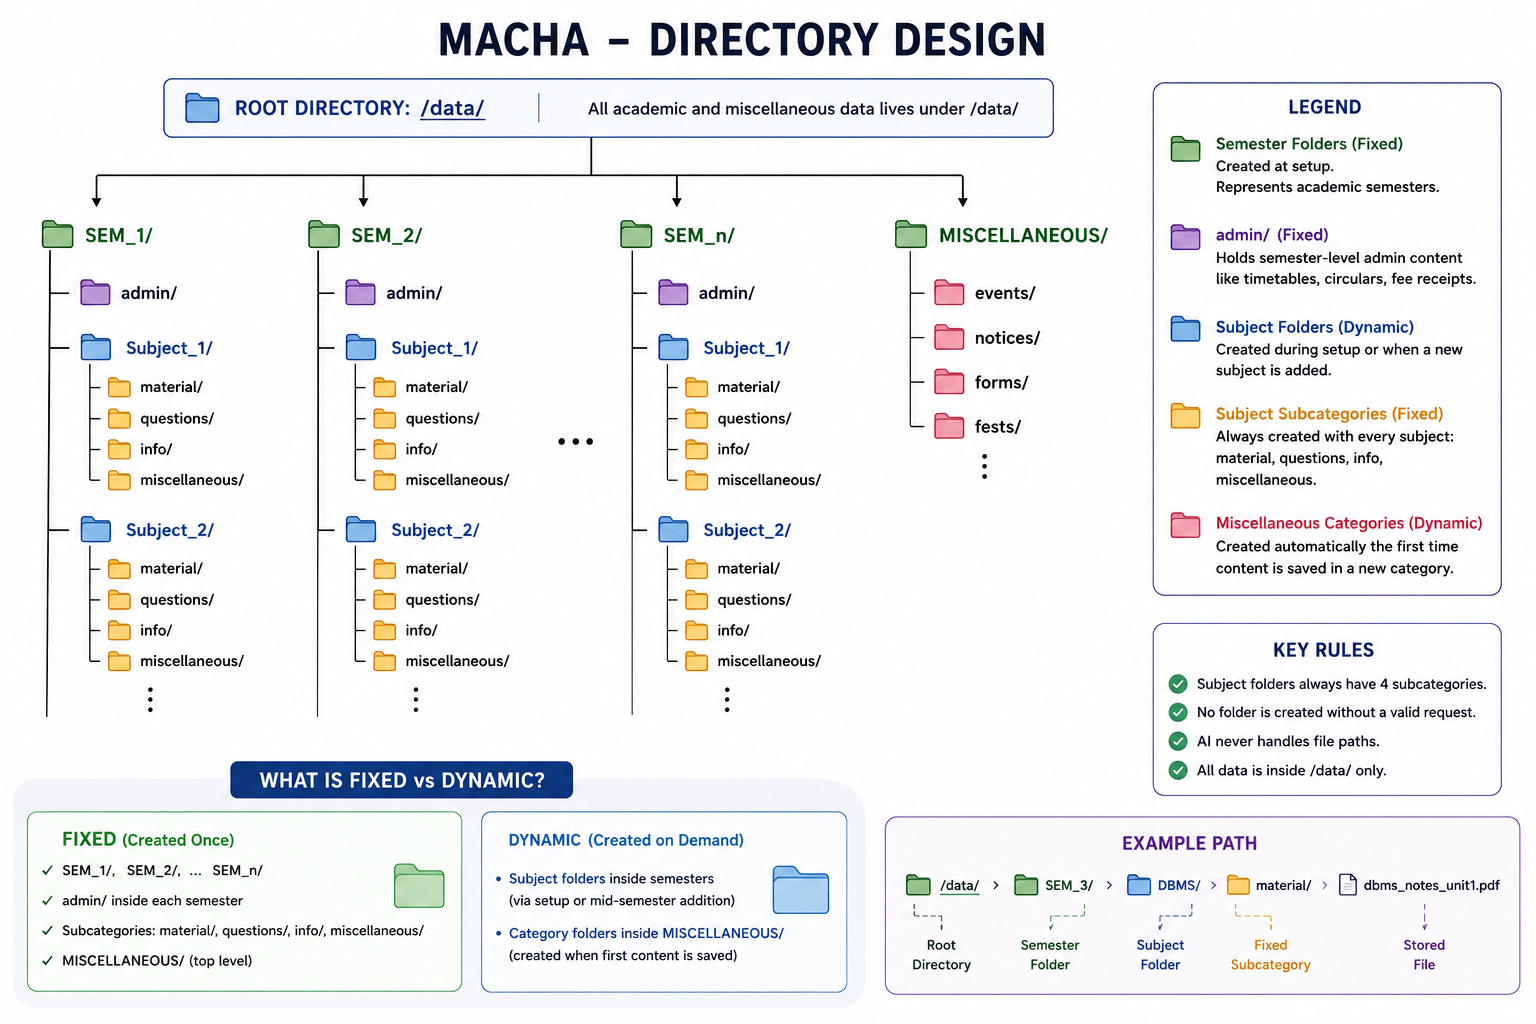 MACHA – DIRECTORY DESIGN
ROOT DIRECTORY: /data/
All academic and miscellaneous data lives under /data/
SEM_1/
admin/
Subject_1/
material/
questions/
info/
miscellaneous/
Subject_2/
material/
questions/
info/
miscellaneous/
SEM_2/
admin/
Subject_1/
material/
questions/
info/
miscellaneous/
Subject_2/
material/
questions/
info/
miscellaneous/
SEM_n/
admin/
Subject_1/
material/
questions/
info/
miscellaneous/
Subject_2/
material/
questions/
info/
miscellaneous/
MISCELLANEOUS/
events/
notices/
forms/
fests/
LEGEND
Semester Folders (Fixed)
Created at setup.
Represents academic semesters.
admin/ (Fixed)
Holds semester-level admin content
like timetables, circulars, fee receipts.
Subject Folders (Dynamic)
Created during setup or when a new
subject is added.
Subject Subcategories (Fixed)
Always created with every subject:
material, questions, info,
miscellaneous.
Miscellaneous Categories (Dynamic)
Created automatically the first time
content is saved in a new category.
KEY RULES
Subject folders always have 4 subcategories.
No folder is created without a valid request.
AI never handles file paths.
All data is inside /data/ only.
WHAT IS FIXED vs DYNAMIC?
FIXED (Created Once)
✓ SEM_1/, SEM_2/, ... SEM_n/
✓ admin/ inside each semester
✓ Subcategories: material/, questions/, info/, miscellaneous/
✓ MISCELLANEOUS/ (top level)
DYNAMIC (Created on Demand)
• Subject folders inside semesters
(via setup or mid-semester addition)
• Category folders inside MISCELLANEOUS/
(created when first content is saved)
EXAMPLE PATH
/data/ > SEM_3/ > DBMS/ > material/ > dbms_notes_unit1.pdf
Root
Directory
Semester
Folder
Subject
Folder
Fixed
Subcategory
Stored
File